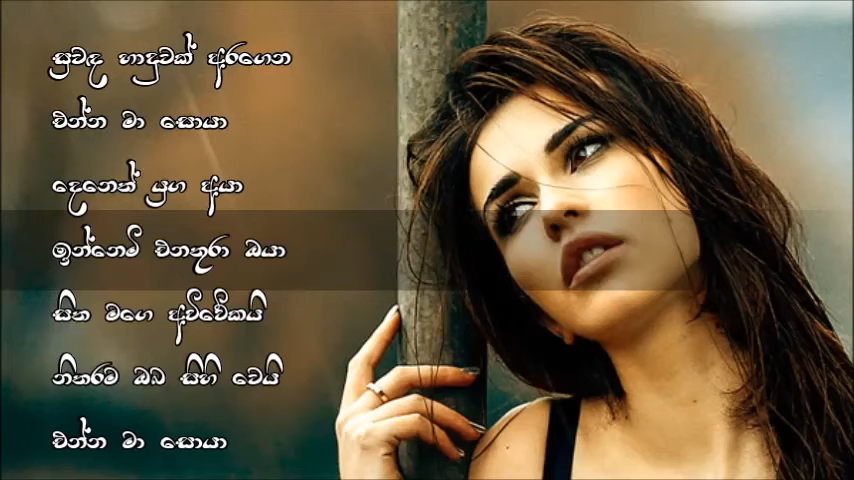 සුවඳ හාදුවක් අරගෙන
එන්න මා සොයා
දෙනෙත් යුග අයා
ඉන්නෙමි එනතුරා ඔයා
සිත මගෙ අවිවේකයි
නිතරම ඔබ සිහි වෙයි
එන්න මා සොයා